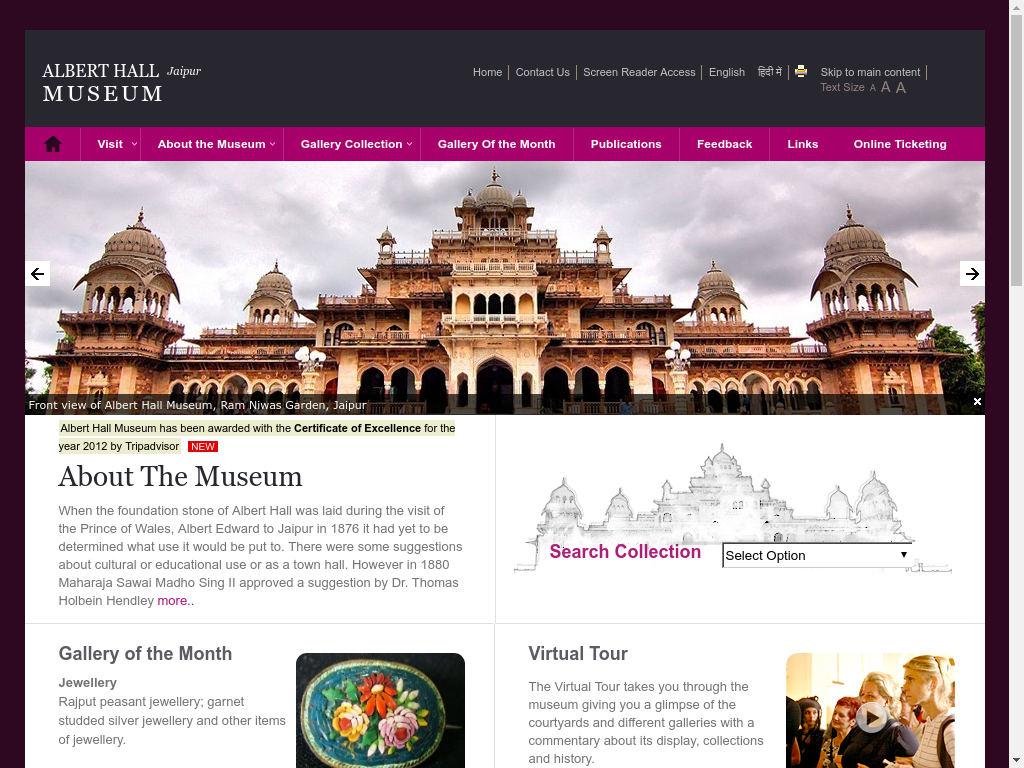 ALBERT HALL Jaipur
MUSEUM
Home
Contact Us
Screen Reader Access
English
हिंदी में
Skip to main content
Text Size A A A
Visit
About the Museum
Gallery Collection
Gallery Of the Month
Publications
Feedback
Links
Online Ticketing
Front view of Albert Hall Museum, Ram Niwas Garden, Jaipur
Albert Hall Museum has been awarded with the Certificate of Excellence for the
year 2012 by Tripadvisor NEW
About The Museum
When the foundation stone of Albert Hall was laid during the visit of
the Prince of Wales, Albert Edward to Jaipur in 1876 it had yet to be
determined what use it would be put to. There were some suggestions
about cultural or educational use or as a town hall. However in 1880
Maharaja Sawai Madho Sing II approved a suggestion by Dr. Thomas
Holbein Hendley more..
Search Collection
Select Option
Gallery of the Month
Jewellery
Rajput peasant jewellery; garnet
studded silver jewellery and other items
of jewellery.
Virtual Tour
The Virtual Tour takes you through the
museum giving you a glimpse of the
courtyards and different galleries with a
commentary about its display, collections
and history.